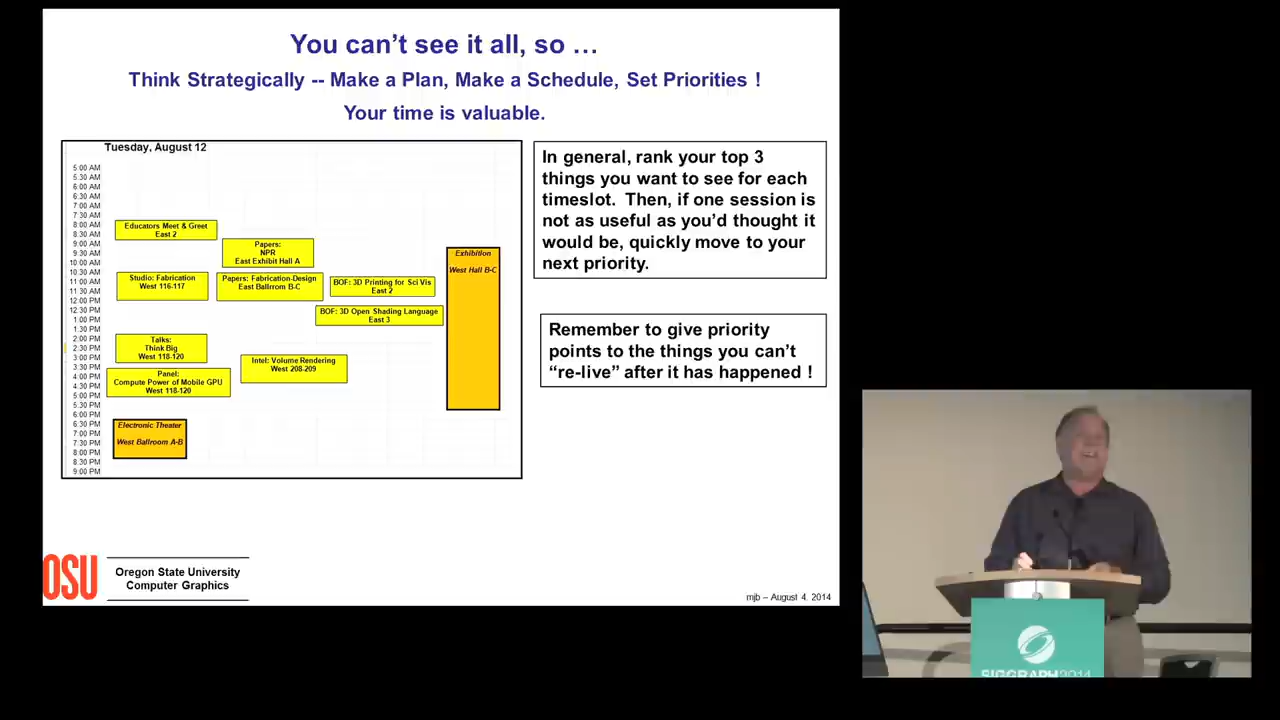 You can't see it all, so …
Think Strategically -- Make a Plan, Make a Schedule, Set Priorities !
Your time is valuable.
Tuesday, August 12
5:00 AM
5:30 AM
6:00 AM
6:30 AM
7:00 AM
7:30 AM
8:00 AM
8:30 AM
9:00 AM
9:30 AM
10:00 AM
10:30 AM
11:00 AM
11:30 AM
12:00 PM
12:30 PM
1:00 PM
1:30 PM
2:00 PM
2:30 PM
3:00 PM
3:30 PM
4:00 PM
4:30 PM
5:00 PM
5:30 PM
6:00 PM
6:30 PM
7:00 PM
7:30 PM
8:00 PM
8:30 PM
9:00 PM
Educators Meet & Greet
East 2
Papers:
NPR
East Exhibit Hall A
Exhibition
West Hall B-C
Studio: Fabrication
West 116-117
Papers: Fabrication-Design
East Ballrrom B-C
BOF: 3D Printing for Sci Vis
East 2
BOF: 3D Open Shading Language
East 3
Talks:
Think Big
West 118-120
Intel: Volume Rendering
West 208-209
Panel:
Compute Power of Mobile GPU
West 118-120
Electronic Theater
West Ballroom A-B
In general, rank your top 3
things you want to see for each
timeslot.  Then, if one session is
not as useful as you'd thought it
would be, quickly move to your
next priority.
Remember to give priority
points to the things you can't
"re-live" after it has happened !
OSU
Oregon State University
Computer Graphics
mjb – August 4, 2014
SIGGRAPH2014